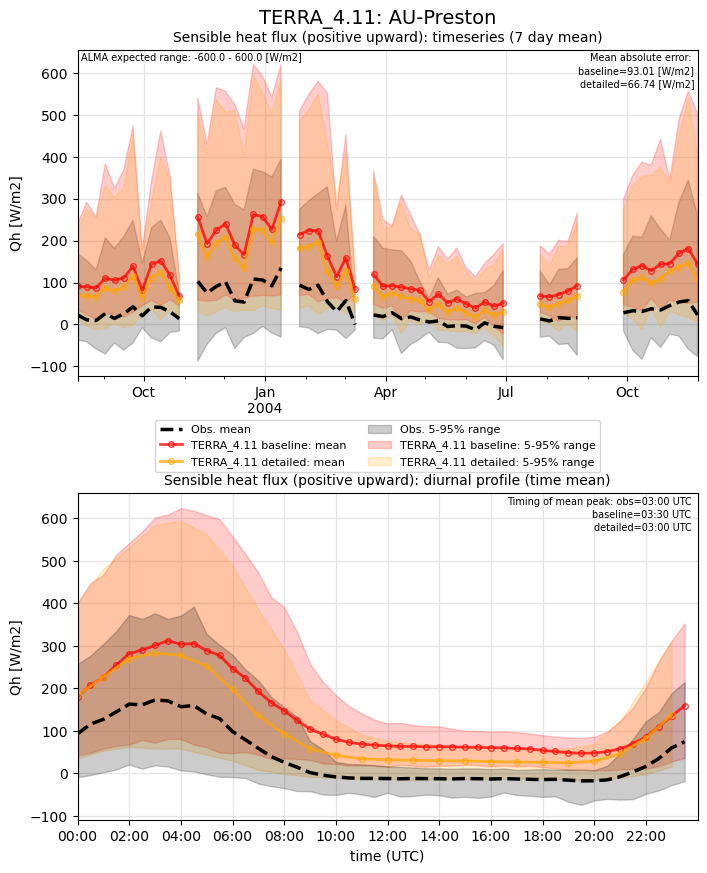 TERRA_4.11: AU-Preston
Sensible heat flux (positive upward): timeseries (7 day mean)
ALMA expected range: -600.0 - 600.0 [W/m2]
Mean absolute error:
baseline=93.01 [W/m2]
detailed=66.74 [W/m2]
Qh [W/m2]
600
500
400
300
200
100
0
−100
Oct
Jan
2004
Apr
Jul
Oct
Obs. mean
TERRA_4.11 baseline: mean
TERRA_4.11 detailed: mean
Obs. 5-95% range
TERRA_4.11 baseline: 5-95% range
TERRA_4.11 detailed: 5-95% range
Sensible heat flux (positive upward): diurnal profile (time mean)
Timing of mean peak: obs=03:00 UTC
baseline=03:30 UTC
detailed=03:00 UTC
Qh [W/m2]
600
500
400
300
200
100
0
−100
00:00
02:00
04:00
06:00
08:00
10:00
12:00
14:00
16:00
18:00
20:00
22:00
time (UTC)